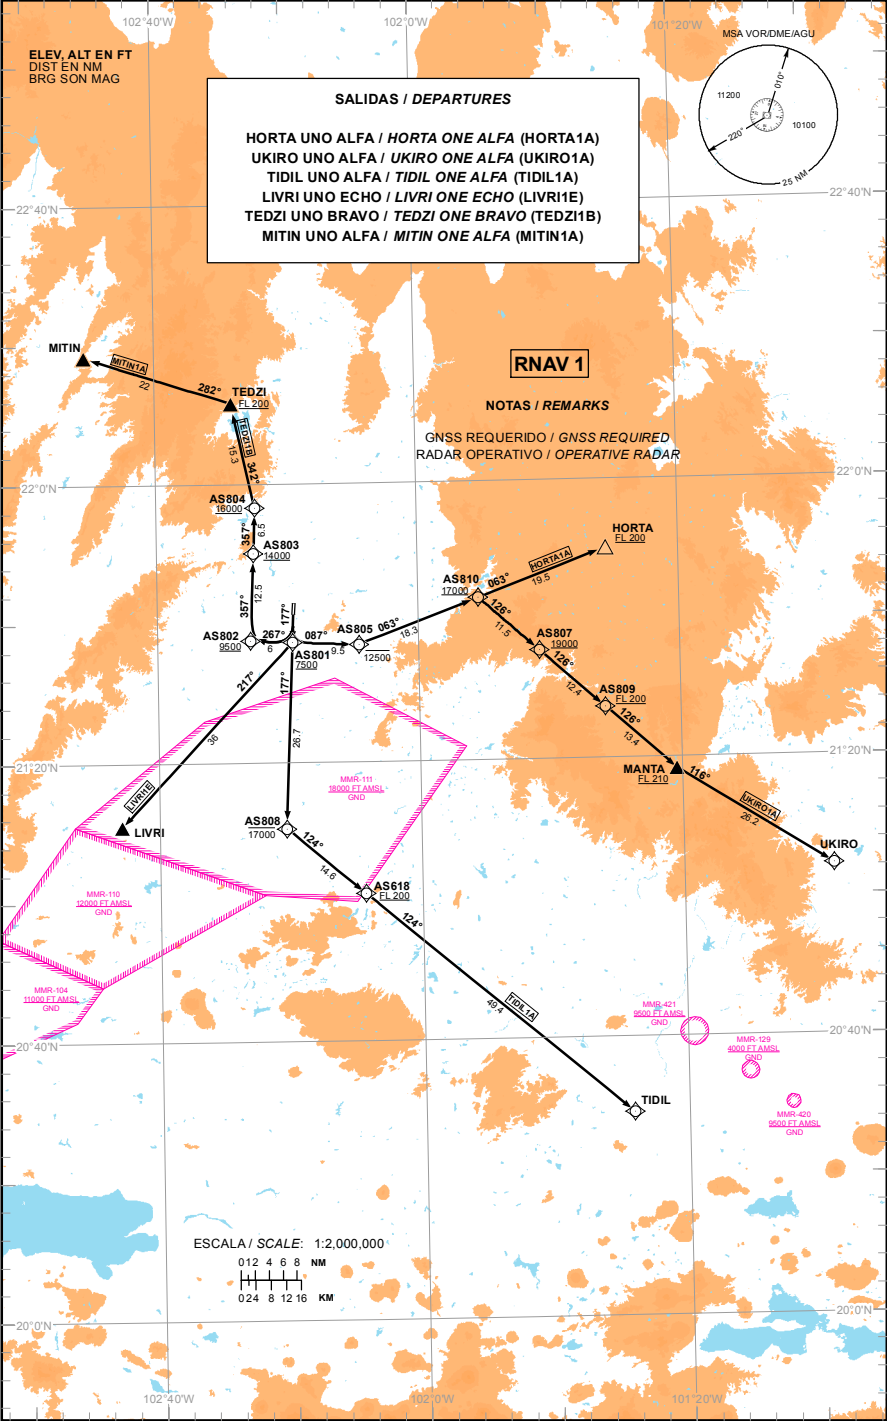 102°40'W
102°0'W
101°20'W
MSA VOR/DME/AGU
010°
11200
10100
220°
25 NM
ELEV, ALT EN FT
DIST EN NM
BRG SON MAG
SALIDAS / DEPARTURES
HORTA UNO ALFA / HORTA ONE ALFA (HORTA1A)
UKIRO UNO ALFA / UKIRO ONE ALFA (UKIRO1A)
TIDIL UNO ALFA / TIDIL ONE ALFA (TIDIL1A)
LIVRI UNO ECHO / LIVRI ONE ECHO (LIVRI1E)
TEDZI UNO BRAVO / TEDZI ONE BRAVO (TEDZI1B)
MITIN UNO ALFA / MITIN ONE ALFA (MITIN1A)
22°40'N
22°40'N
MITIN
MITIN1A
22
282°
TEDZI
FL 200
TEDZI1B
15.3
342°
RNAV 1
NOTAS / REMARKS
GNSS REQUERIDO / GNSS REQUIRED
RADAR OPERATIVO / OPERATIVE RADAR
22°0'N
22°0'N
AS804
16000
357°
6.5
AS803
14000
357°
12.5
HORTA
FL 200
HORTA1A
063°
19.5
AS810
17000
126°
11.5
177°
AS802
9500
267°
6
087°
9.5
AS805
12500
063°
18.3
AS801
7500
AS807
19000
126°
12.4
217°
36
177°
26.7
AS809
FL 200
126°
13.4
21°20'N
21°20'N
MMR-111
18000 FT AMSL
GND
MANTA
FL 210
116°
UKIRO1A
26.2
UKIRO
LIVRI1E
LIVRI
AS808
17000
124°
14.6
AS618
FL 200
124°
MMR-110
12000 FT AMSL
GND
MMR-104
11000 FT AMSL
GND
TIDIL1A
49.4
MMR-421
9500 FT AMSL
GND
20°40'N
20°40'N
MMR-129
4000 FT AMSL
GND
TIDIL
MMR-420
9500 FT AMSL
GND
ESCALA / SCALE: 1:2,000,000
0 1 2 4 6 8 NM
0 2 4 8 12 16 KM
20°0'N
20°0'N
102°40'W
102°0'W
101°20'W